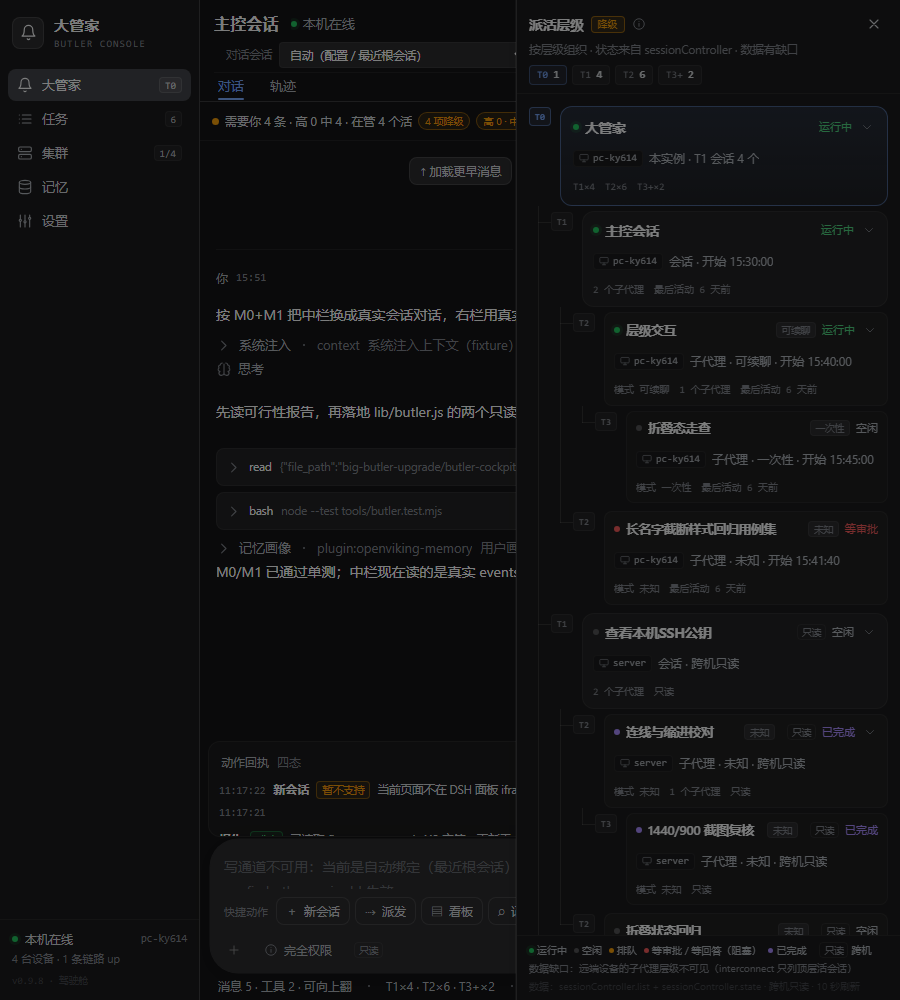 大管家
BUTLER CONSOLE
大管家 T0
任务 6
集群 1/4
记忆
设置
本机在线 pc-ky614
4 台设备 · 1 条链路 up
v0.9.8 · 驾驶舱
主控会话 本机在线
对话会话 自动（配置 / 最近根会话）
对话 轨迹
需要你 4 条 · 高 0 中 4 · 在管 4 个活 4 项降级 高 0 · 中
↑ 加载更早消息
你 15:51
按 M0+M1 把中栏换成真实会话对话，右栏用真实
系统注入 · context 系统注入上下文（fixture）
思考
先读可行性报告，再落地 lib/butler.js 的两个只读
read {"file_path":"big-butler-upgrade/butler-cockpit
bash node --test tools/butler.test.mjs
记忆画像 · plugin:openviking-memory 用户画
M0/M1 已通过单测；中栏现在读的是真实 events
动作回执 四态
11:17:22 新会话 暂不支持 当前页面不在 DSH 面板 ifra
11:17:21
写通道不可用：当前是自动绑定（最近根会话）
快捷动作 + 新会话 派发 看板
+ 完全权限 只读
消息 5 · 工具 2 · 可向上翻 · T1×4 · T2×6 · T3+×2 ·
派活层级 降级
按层级组织 · 状态来自 sessionController · 数据有缺口
T0 1 T1 4 T2 6 T3+ 2
T0
大管家 运行中
pc-ky614 本实例 · T1 会话 4 个
T1×4 T2×6 T3+×2
T1
主控会话 运行中
pc-ky614 会话 · 开始 15:30:00
2 个子代理 最后活动 6 天前
T2
层级交互 可续聊 运行中
pc-ky614 子代理 · 可续聊 · 开始 15:40:00
模式 可续聊 1 个子代理 最后活动 6 天前
T3
折叠态走查 一次性 空闲
pc-ky614 子代理 · 一次性 · 开始 15:45:00
模式 一次性 最后活动 6 天前
T2
长名字截断样式回归用例集 未知 等审批
pc-ky614 子代理 · 未知 · 开始 15:41:40
模式 未知 最后活动 6 天前
T1
查看本机SSH公钥 只读 空闲
server 会话 · 跨机只读
2 个子代理 只读
T2
连线与缩进校对 未知 只读 已完成
server 子代理 · 未知 · 跨机只读
模式 未知 1 个子代理 只读
T3
1440/900 截图复核 未知 只读 已完成
server 子代理 · 未知 · 跨机只读
模式 未知 只读
T2
折叠状态回归 未知 只读 空闲
运行中 空闲 排队 等审批 / 等回答（阻塞） 已完成 只读 跨机
数据缺口：远端设备的子代理层级不可见（interconnect 只列顶层活会话）
数据：sessionController.list + sessionController.state · 跨机只读 · 10 秒刷新